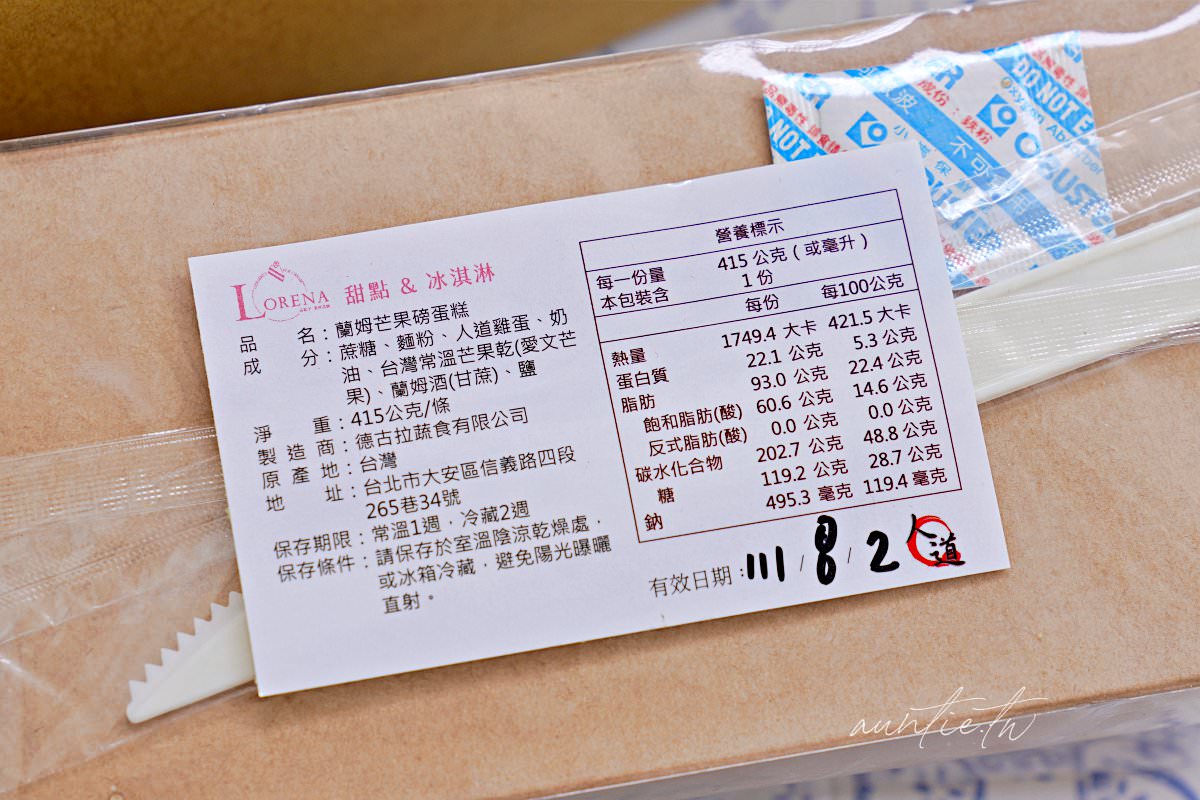 LORENA 甜點 & 冰淇淋
品名：蘭姆芒果磅蛋糕
成分：蔗糖、麵粉、人道雞蛋、奶
油、台灣常溫芒果乾(愛文芒
果)、蘭姆酒(甘蔗)、鹽
淨重：415公克/條
製造商：德古拉蔬食有限公司
原產地：台灣
地址：台北市大安區信義路四段
265巷34號
保存期限：常溫1週，冷藏2週
保存條件：請保存於室溫陰涼乾燥處，
或冰箱冷藏，避免陽光曝曬
直射。
營養標示
每一份量 415 公克（或毫升）
本包裝含 1 份
每份 每100公克
熱量 1749.4 大卡 421.5 大卡
蛋白質 22.1 公克 5.3 公克
脂肪 93.0 公克 22.4 公克
飽和脂肪(酸) 60.6 公克 14.6 公克
反式脂肪(酸) 0.0 公克 0.0 公克
碳水化合物 202.7 公克 48.8 公克
糖 119.2 公克 28.7 公克
鈉 495.3 毫克 119.4 毫克
有效日期：111/8/2 人道
DO NOT E
成份：鐵粉
NOT
auntie.tw